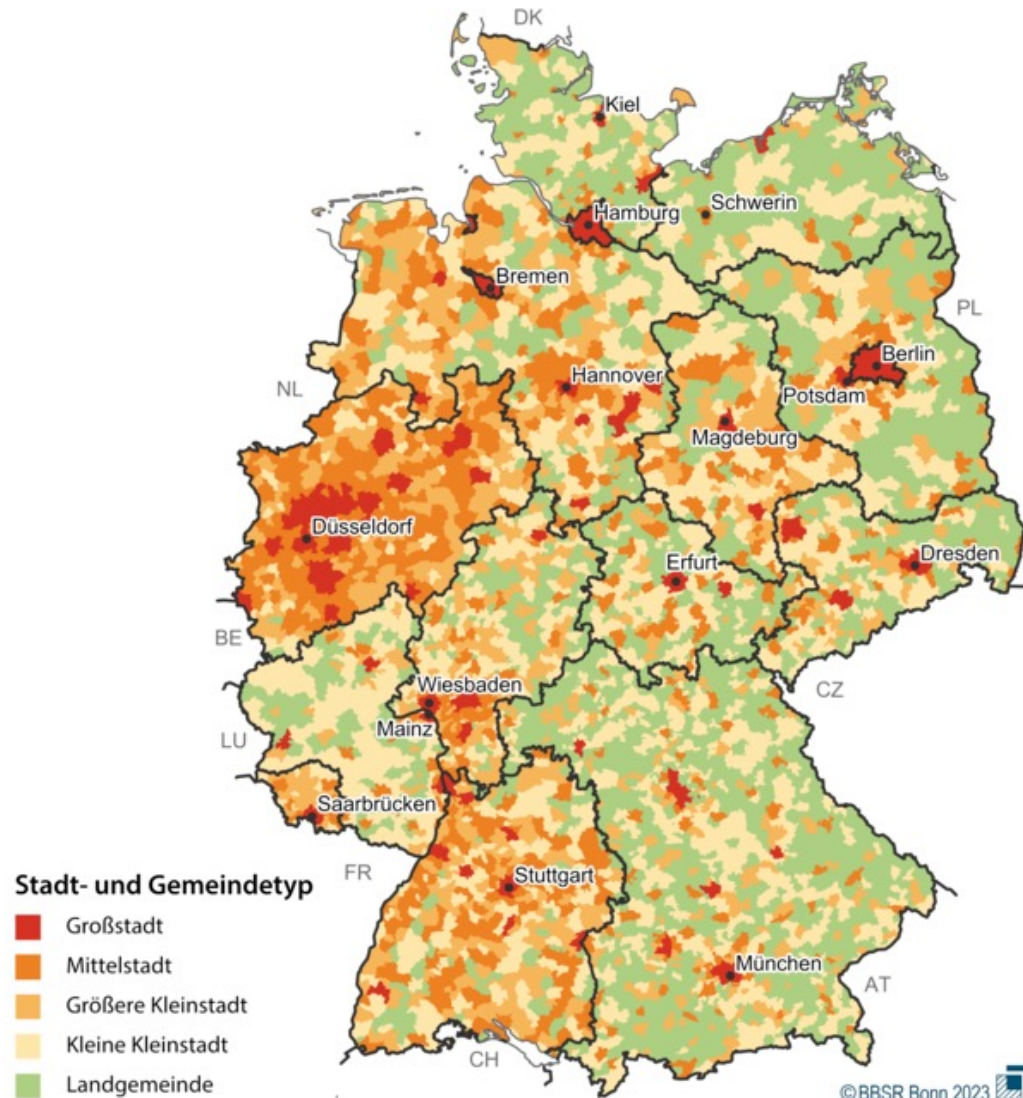 DK
Kiel
Schwerin
Hamburg
Bremen
PL
Berlin
Hannover
NL
Potsdam
Magdeburg
Düsseldorf
Dresden
Erfurt
BE
Wiesbaden
CZ
Mainz
LU
Saarbrücken
FR
Stuttgart
München
AT
CH
Stadt- und Gemeindetyp
Großstadt
Mittelstadt
Größere Kleinstadt
Kleine Kleinstadt
Landgemeinde
©BBSR Bonn 2023